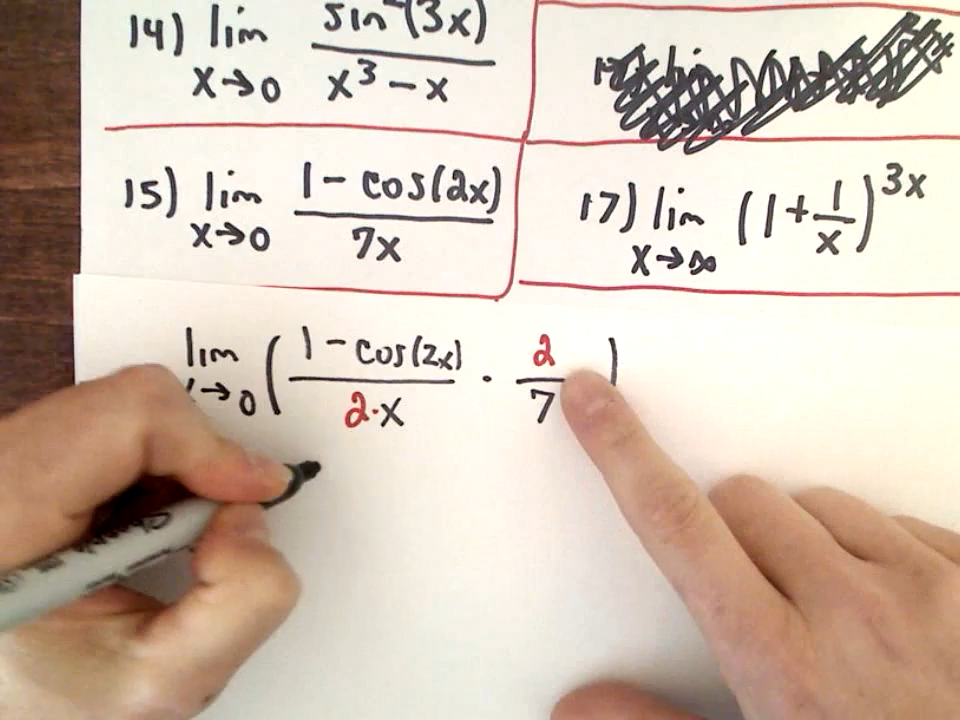 14) lim sin (3x)
x→0 x³ - x
15) lim 1 - cos(2x)
x→0 7x
17) lim (1 + 1/x)^3x
x→∞
lim ( 1 - cos(2x) · 2 )
→0 2·x 7